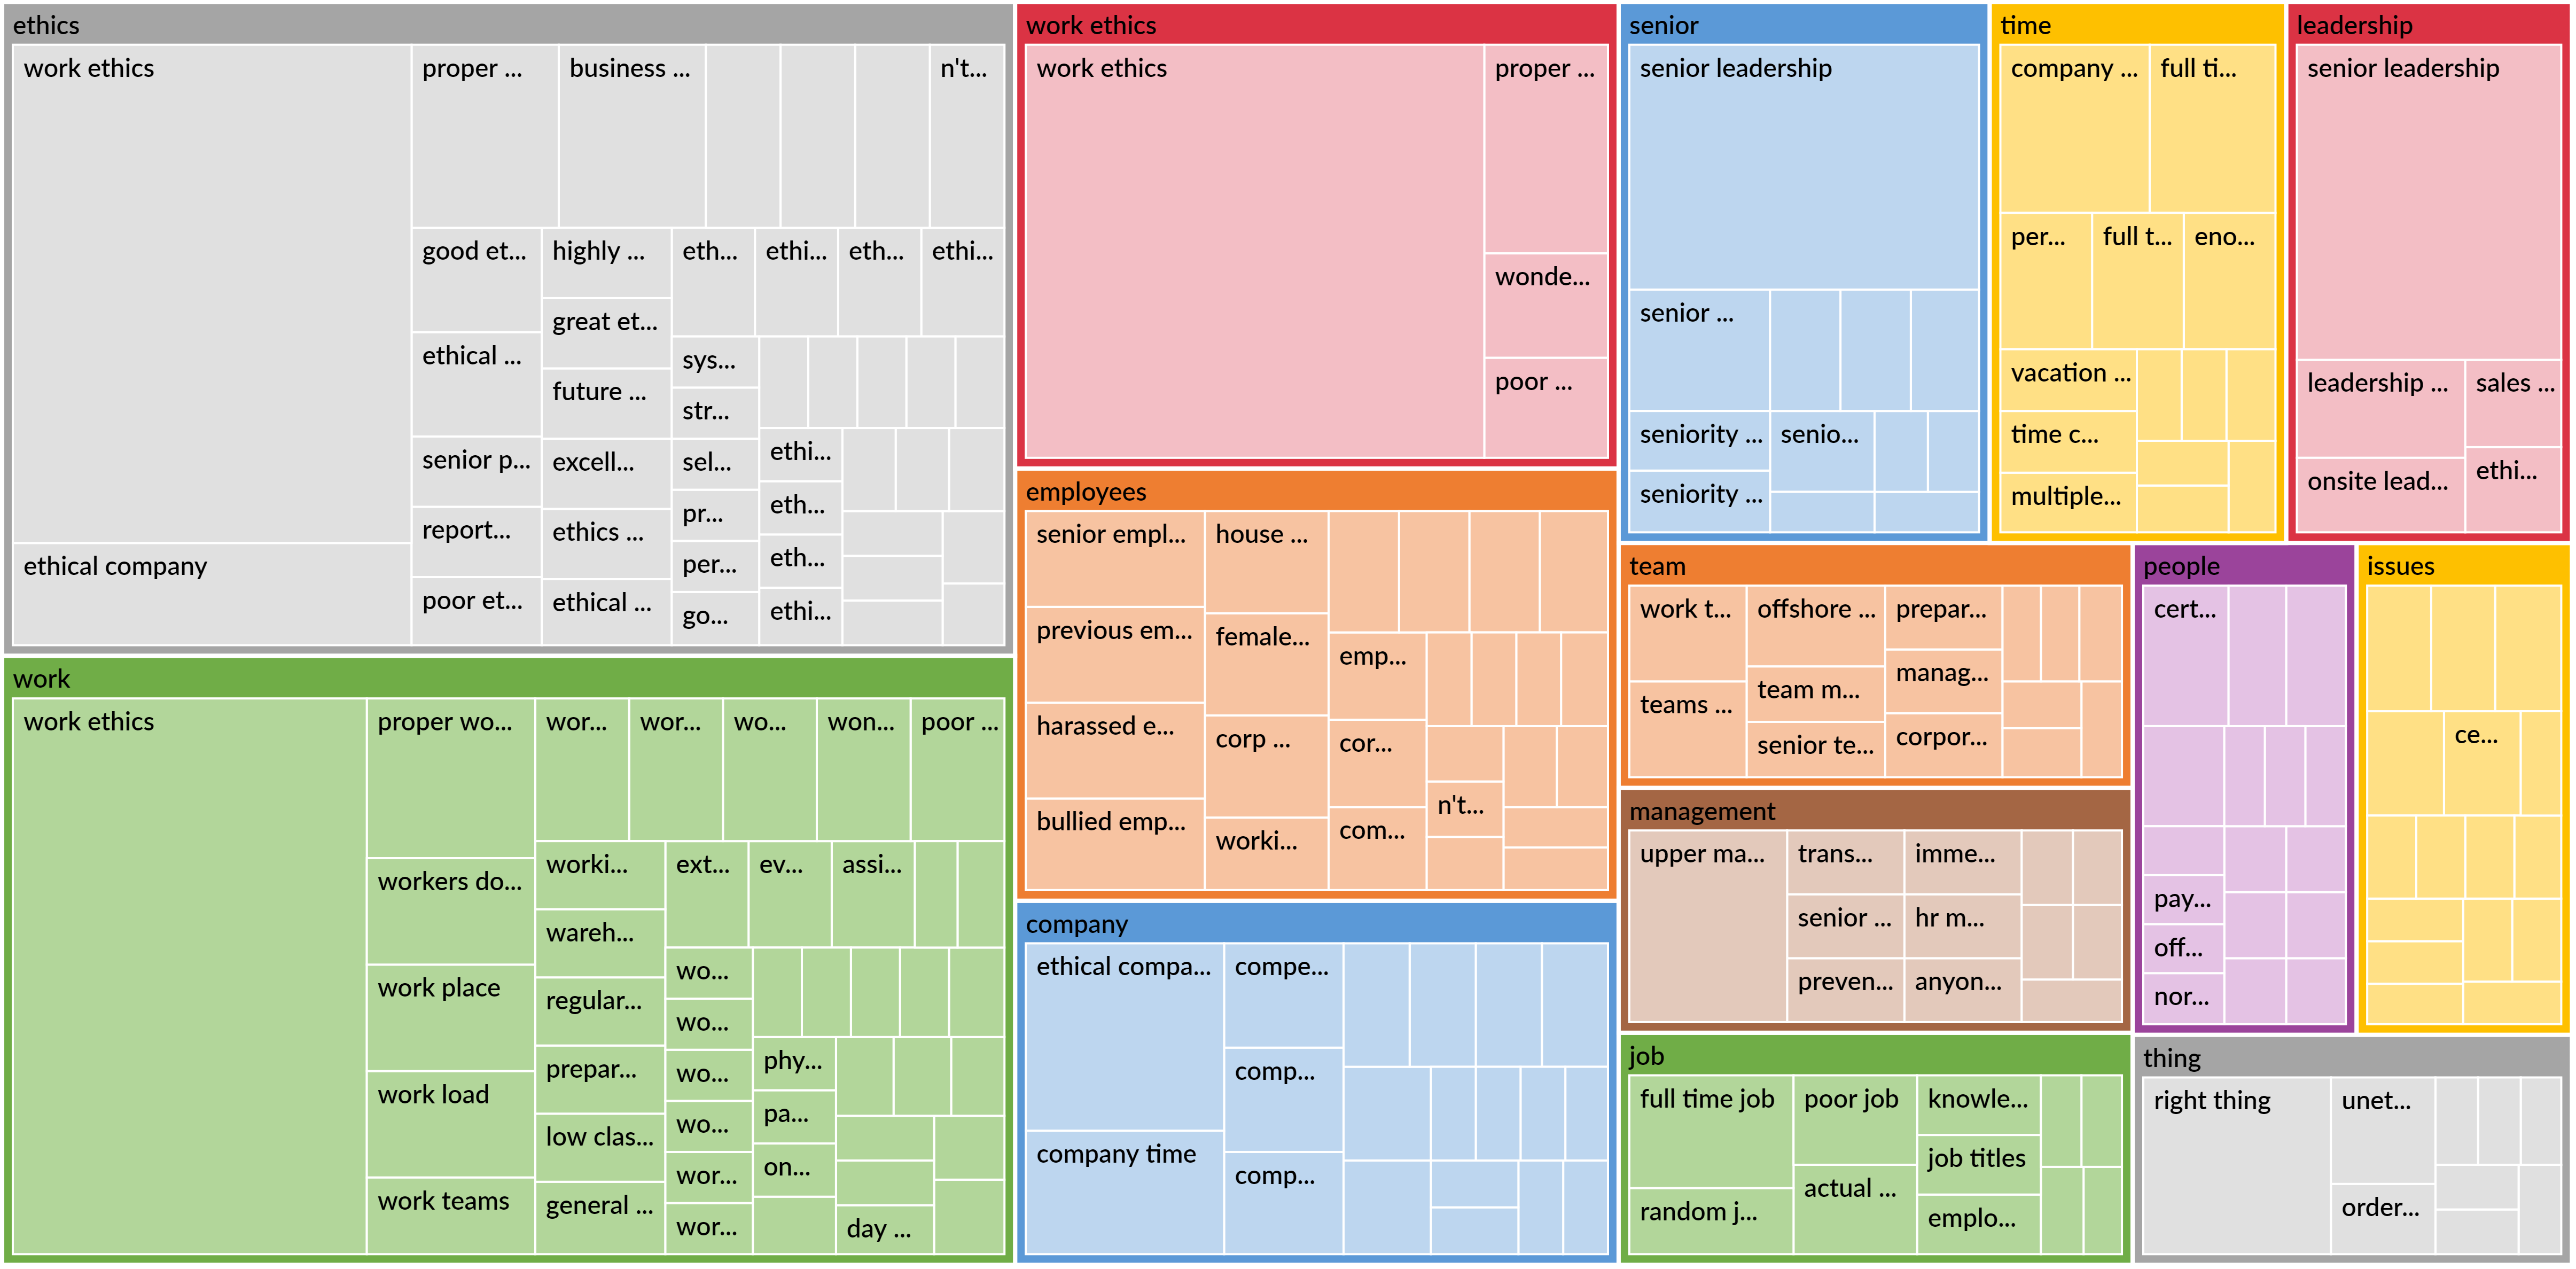 ethics
work ethics
proper ...
business ...
n't...
good et...
highly ...
eth...
ethi...
eth...
ethi...
great et...
ethical ...
sys...
future ...
str...
senior p...
excell...
sel...
ethi...
report...
ethics ...
pr...
eth...
ethical company
per...
eth...
poor et...
ethical ...
go...
ethi...
work
work ethics
proper wo...
wor...
wor...
wo...
won...
poor ...
workers do...
worki...
ext...
ev...
assi...
wareh...
work place
regular...
wo...
wo...
prepar...
wo...
phy...
work load
low clas...
wo...
pa...
work teams
general ...
wor...
on...
wor...
day ...
work ethics
work ethics
proper ...
wonde...
poor ...
employees
senior empl...
house ...
previous em...
female...
emp...
harassed e...
corp ...
cor...
bullied emp...
worki...
com...
n't...
company
ethical compa...
compe...
comp...
company time
comp...
senior
senior leadership
senior ...
seniority ...
senio...
seniority ...
time
company ...
full ti...
per...
full t...
eno...
vacation ...
time c...
multiple...
leadership
senior leadership
leadership ...
sales ...
onsite lead...
ethi...
team
work t...
offshore ...
prepar...
teams ...
team m...
manag...
senior te...
corpor...
people
cert...
pay...
off...
nor...
issues
ce...
management
upper ma...
trans...
imme...
senior ...
hr m...
preven...
anyon...
job
full time job
poor job
knowle...
job titles
random j...
actual ...
emplo...
thing
right thing
unet...
order...